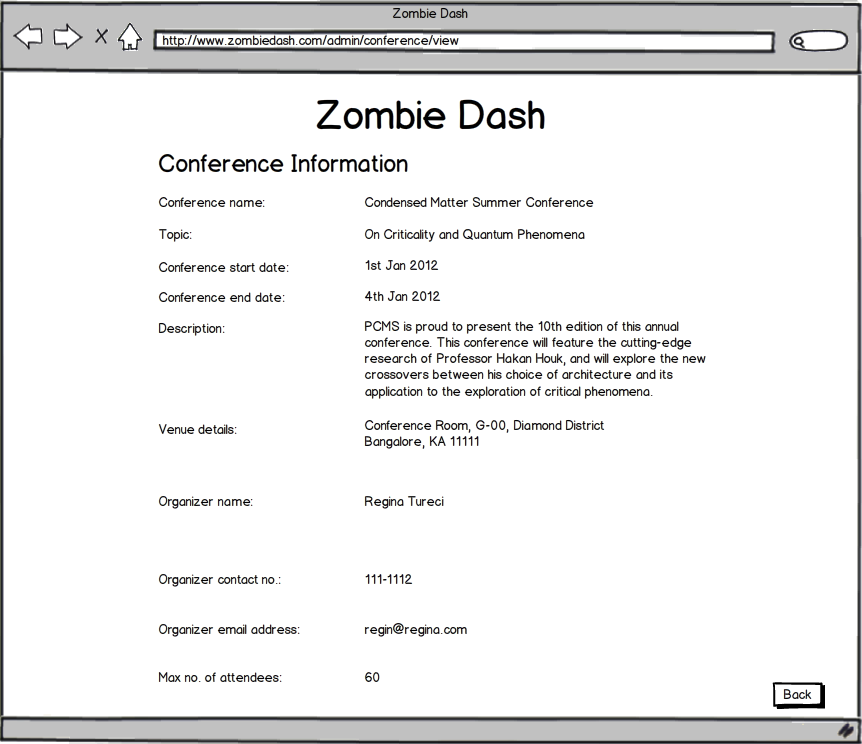 Zombie Dash
http://www.zombiedash.com/admin/conference/view
Zombie Dash
Conference Information
Conference name: Condensed Matter Summer Conference
Topic: On Criticality and Quantum Phenomena
Conference start date: 1st Jan 2012
Conference end date: 4th Jan 2012
Description: PCMS is proud to present the 10th edition of this annual
conference. This conference will feature the cutting-edge
research of Professor Hakan Houk, and will explore the new
crossovers between his choice of architecture and its
application to the exploration of critical phenomena.
Venue details: Conference Room, G-00, Diamond District
Bangalore, KA 11111
Organizer name: Regina Tureci
Organizer contact no.: 111-1112
Organizer email address: regin@regina.com
Max no. of attendees: 60
Back